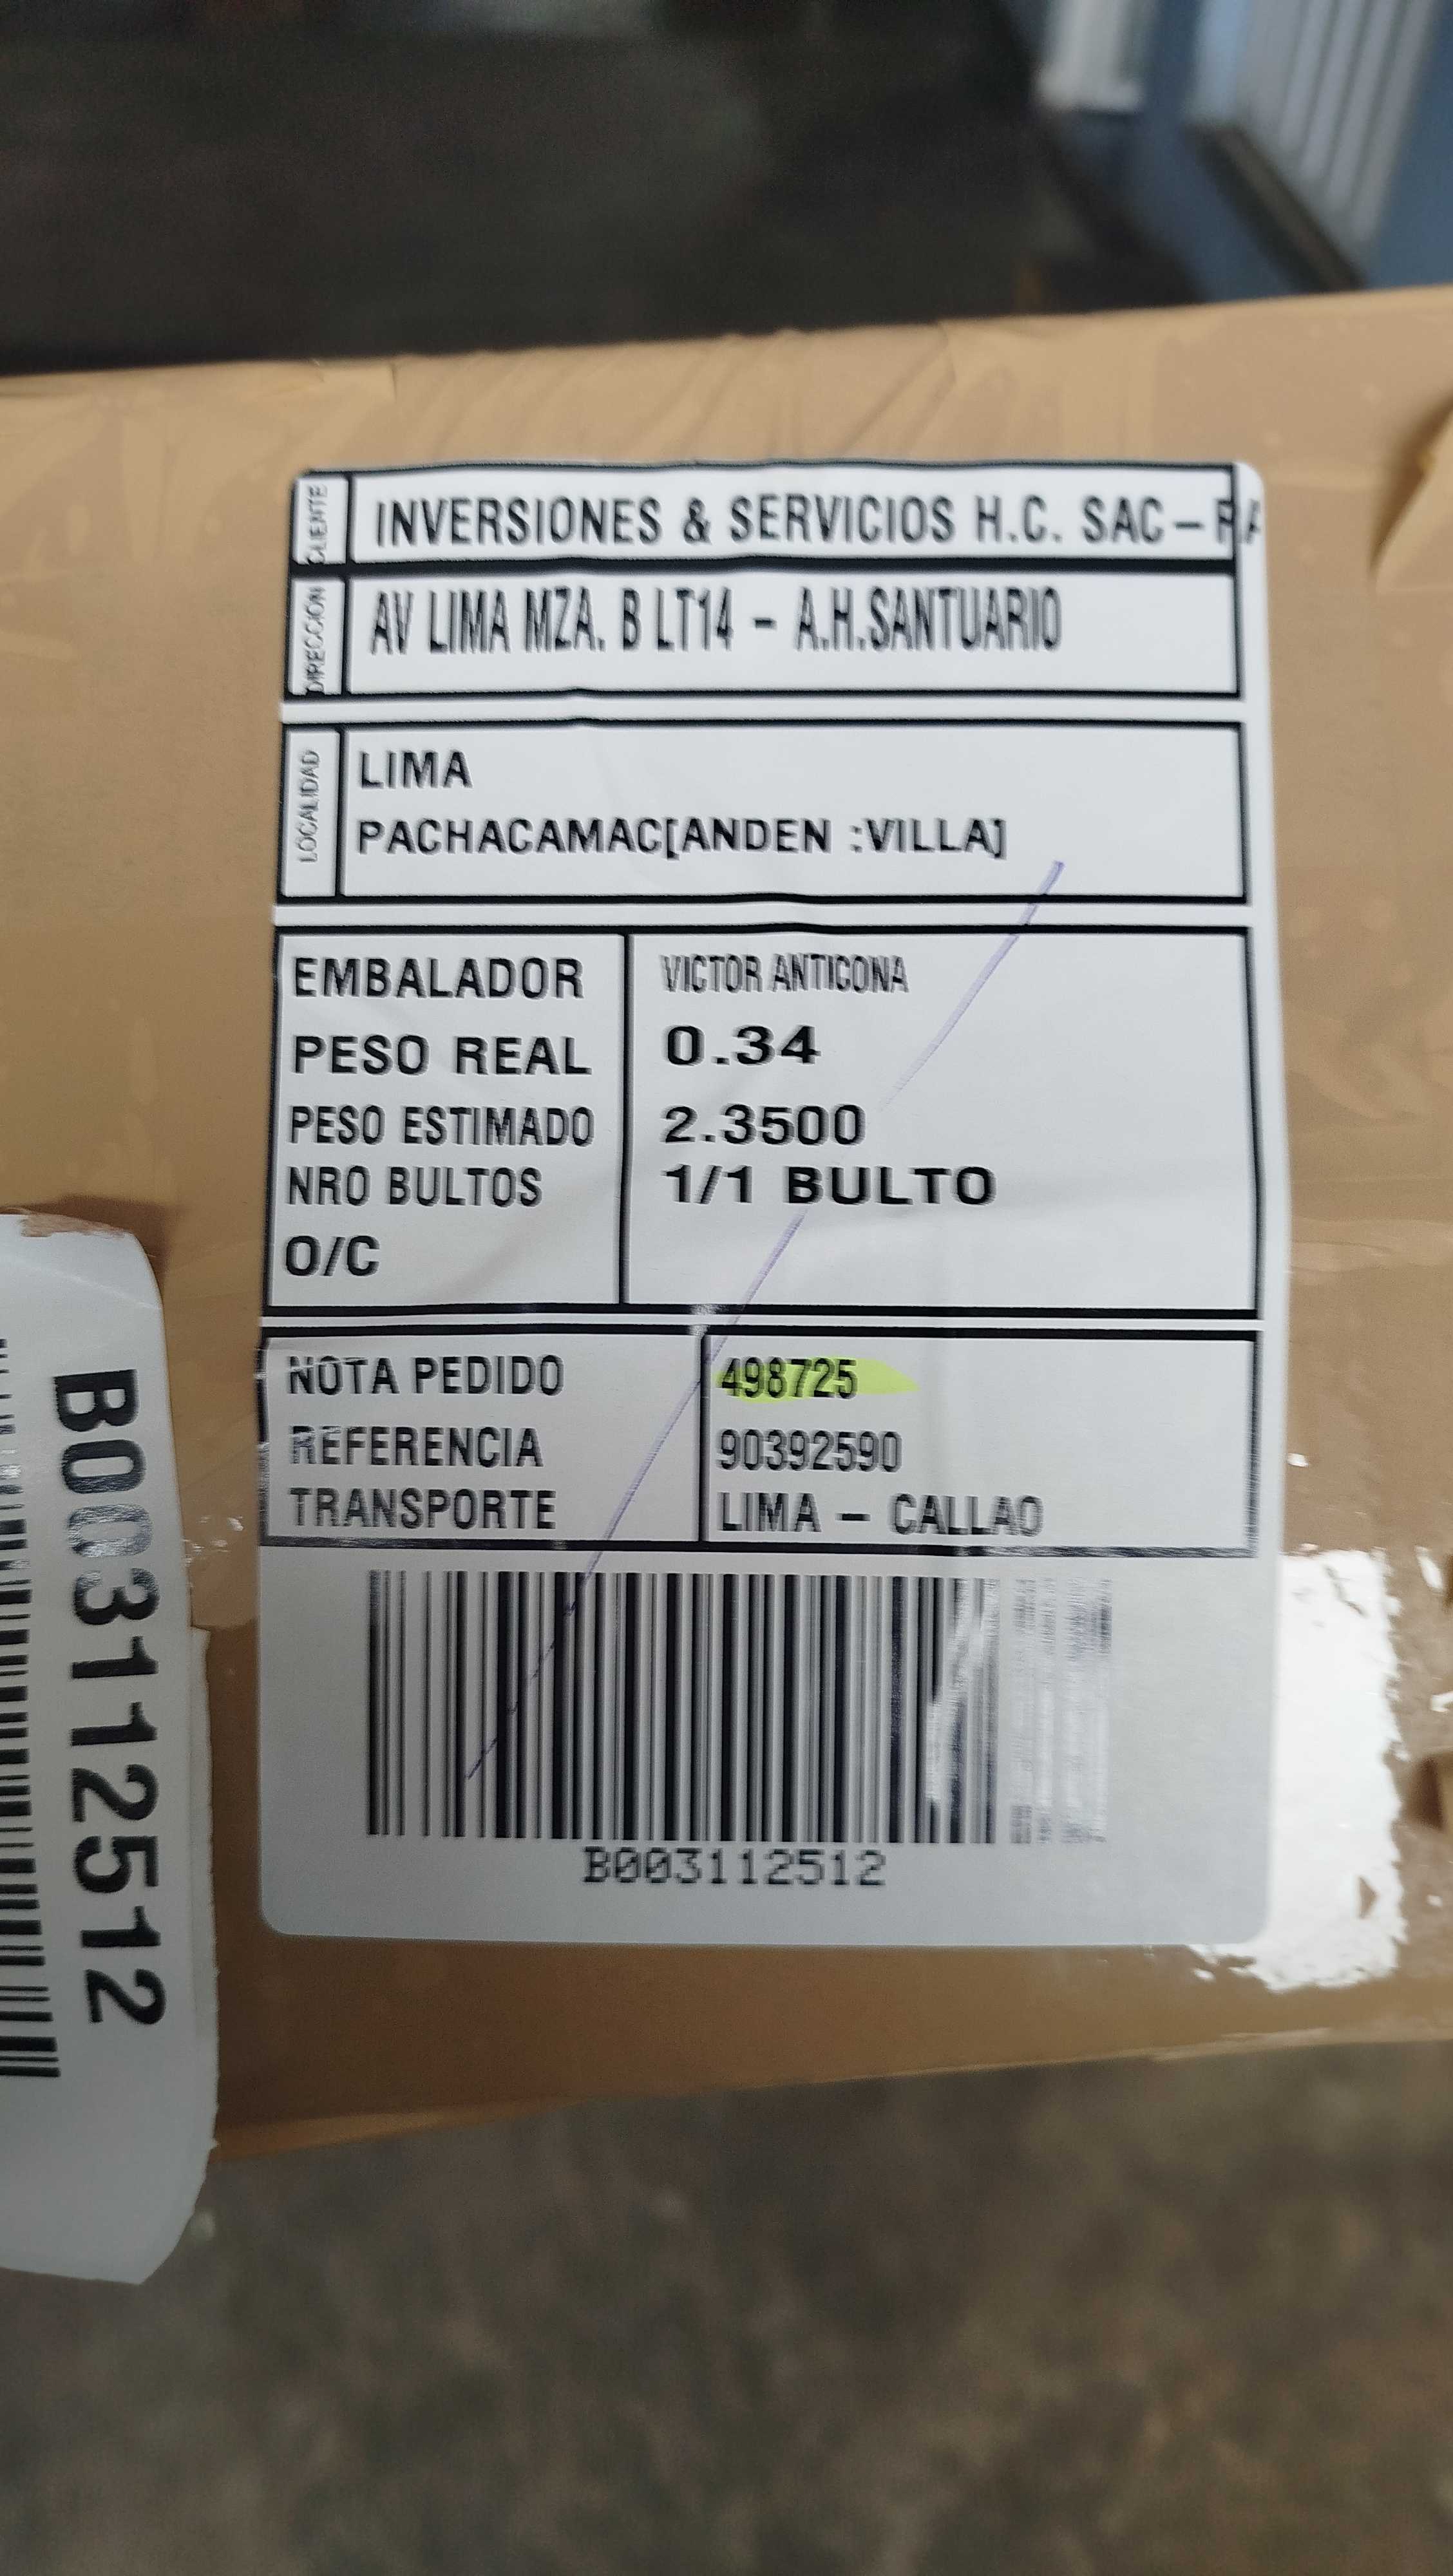 CLIENTE INVERSIONES & SERVICIOS H.C. SAC-RA
DIRECCION AV LIMA MZA. B LT14 - A.H.SANTUARIO
LOCALIDAD LIMA
PACHACAMAC[ANDEN :VILLA]
EMBALADOR VICTOR ANTICONA
PESO REAL 0.34
PESO ESTIMADO 2.3500
NRO BULTOS 1/1 BULTO
O/C
NOTA PEDIDO 498725
REFERENCIA 90392590
TRANSPORTE LIMA - CALLAO
B003112512
B003112512